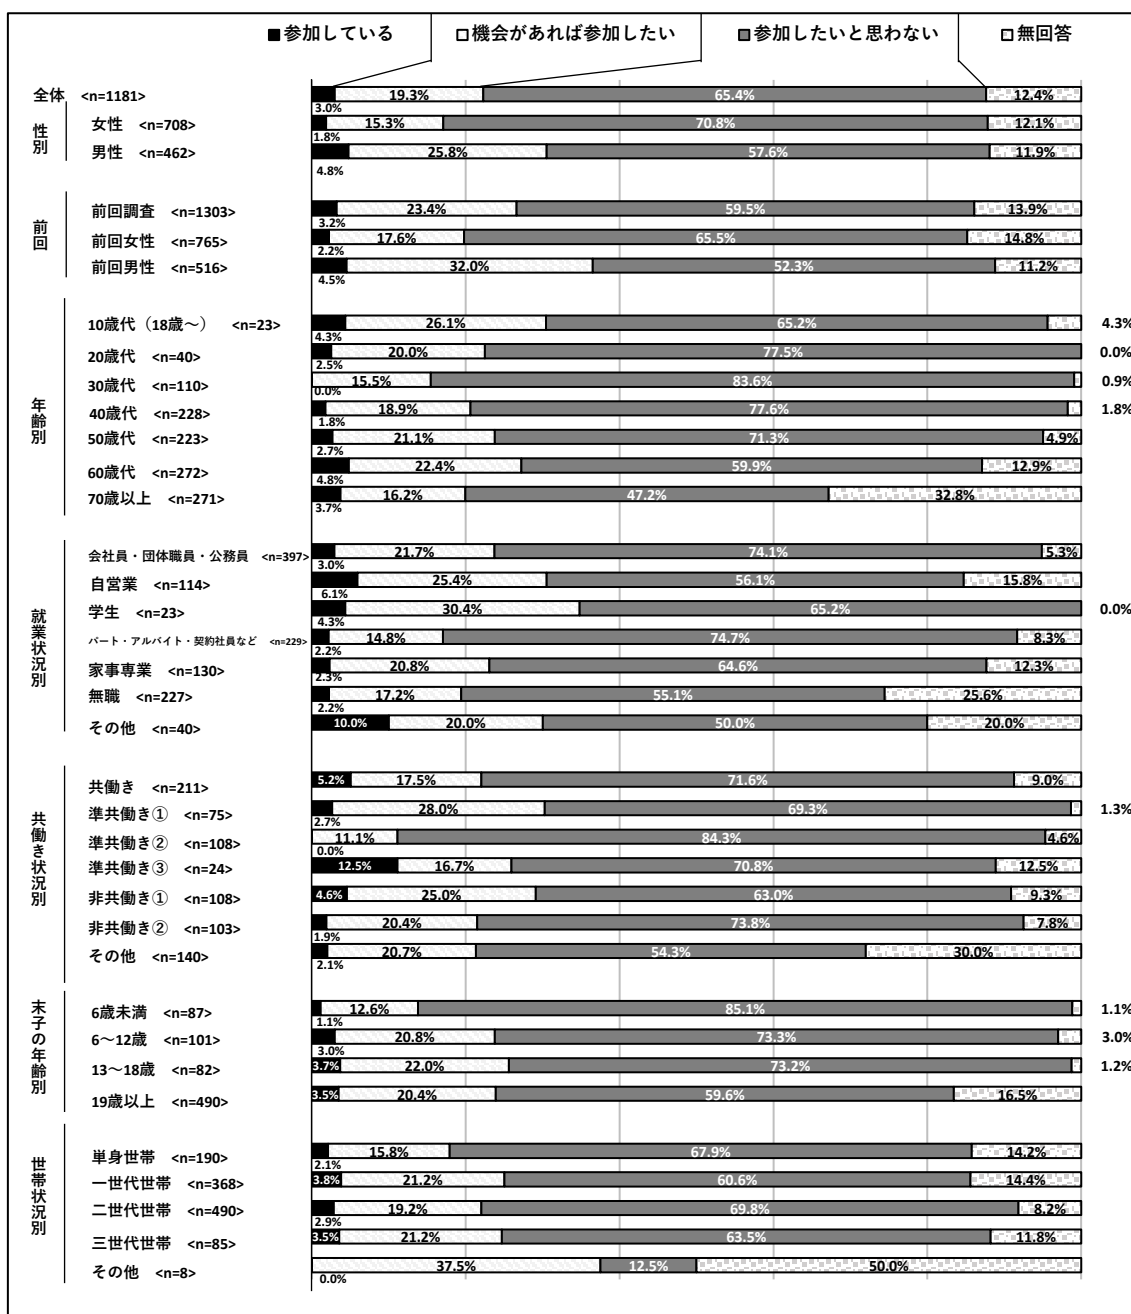 ■参加している □機会があれば参加したい ■参加したいと思わない □無回答
全体 <n=1181> 19.3% 65.4% 12.4%
3.0%
性別
女性 <n=708> 15.3% 70.8% 12.1%
1.8%
男性 <n=462> 25.8% 57.6% 11.9%
4.8%
前回
前回調査 <n=1303> 23.4% 59.5% 13.9%
3.2%
前回女性 <n=765> 17.6% 65.5% 14.8%
2.2%
前回男性 <n=516> 32.0% 52.3% 11.2%
4.5%
年齢別
10歳代（18歳～） <n=23> 26.1% 65.2% 4.3%
4.3%
20歳代 <n=40> 20.0% 77.5% 0.0%
2.5%
30歳代 <n=110> 15.5% 83.6% 0.9%
0.0%
40歳代 <n=228> 18.9% 77.6% 1.8%
1.8%
50歳代 <n=223> 21.1% 71.3% 4.9%
2.7%
60歳代 <n=272> 22.4% 59.9% 12.9%
4.8%
70歳以上 <n=271> 16.2% 47.2% 32.8%
3.7%
就業状況別
会社員・団体職員・公務員 <n=397> 21.7% 74.1% 5.3%
3.0%
自営業 <n=114> 25.4% 56.1% 15.8%
6.1%
学生 <n=23> 30.4% 65.2% 0.0%
4.3%
パート・アルバイト・契約社員など <n=229> 14.8% 74.7% 8.3%
2.2%
家事専業 <n=130> 20.8% 64.6% 12.3%
2.3%
無職 <n=227> 17.2% 55.1% 25.6%
2.2%
その他 <n=40> 10.0% 20.0% 50.0% 20.0%
共働き状況別
共働き <n=211> 5.2% 17.5% 71.6% 9.0%
準共働き① <n=75> 28.0% 69.3% 1.3%
2.7%
準共働き② <n=108> 11.1% 84.3% 4.6%
0.0%
準共働き③ <n=24> 12.5% 16.7% 70.8% 12.5%
非共働き① <n=108> 4.6% 25.0% 63.0% 9.3%
非共働き② <n=103> 20.4% 73.8% 7.8%
1.9%
その他 <n=140> 20.7% 54.3% 30.0%
2.1%
末子の年齢別
6歳未満 <n=87> 12.6% 85.1% 1.1%
1.1%
6～12歳 <n=101> 20.8% 73.3% 3.0%
3.0%
13～18歳 <n=82> 3.7% 22.0% 73.2% 1.2%
19歳以上 <n=490> 3.5% 20.4% 59.6% 16.5%
世帯状況別
単身世帯 <n=190> 15.8% 67.9% 14.2%
2.1%
一世代世帯 <n=368> 3.8% 21.2% 60.6% 14.4%
二世代世帯 <n=490> 19.2% 69.8% 8.2%
2.9%
三世代世帯 <n=85> 3.5% 21.2% 63.5% 11.8%
その他 <n=8> 37.5% 12.5% 50.0%
0.0%